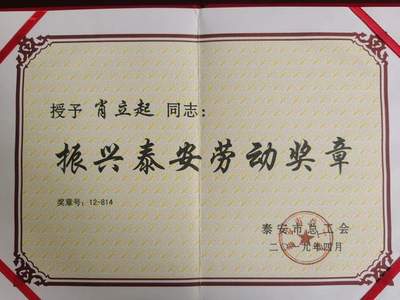 授予 肖立起 同志：
振兴泰安劳动奖章
奖章号：12-814
泰安市总工会
二〇一九年四月